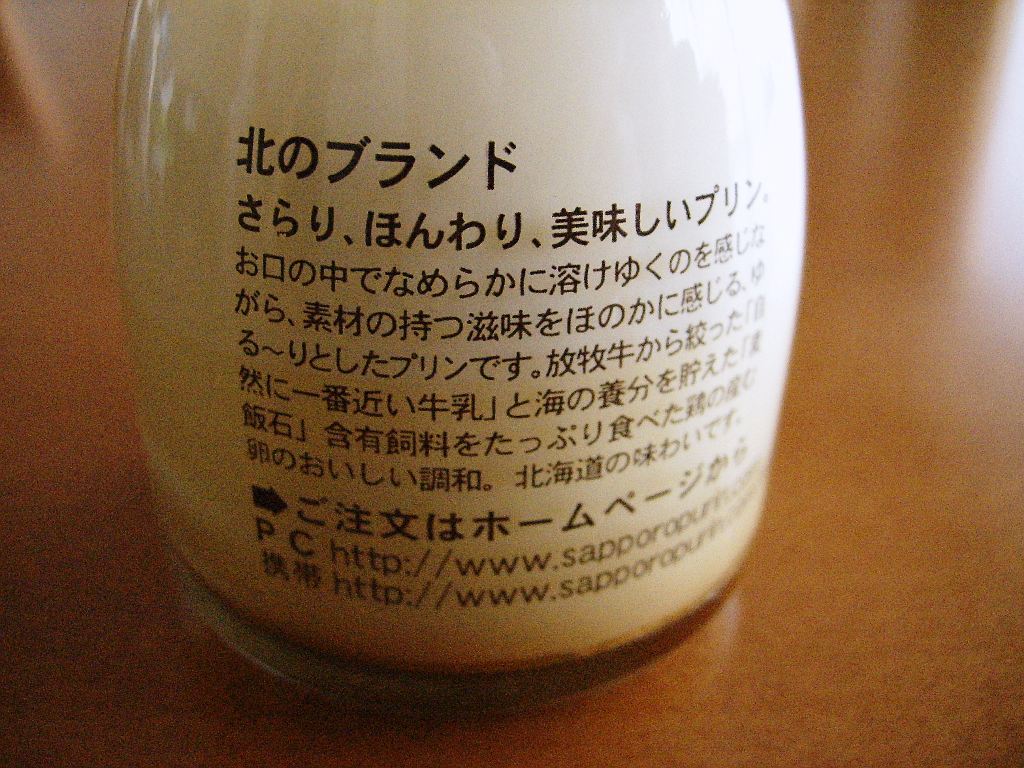 北のブランド
さらり、ほんわり、美味しいプリン。
お口の中でなめらかに溶けゆくのを感じな
がら、素材の持つ滋味をほのかに感じる、ゆ
る～りとしたプリンです。放牧牛から絞った「自
然に一番近い牛乳」と海の養分を貯えた「麦
飯石」含有飼料をたっぷり食べた鶏の産む
卵のおいしい調和。北海道の味わいです。
➡ご注文はホームページから
PC http://www.sapporopurin
携帯 http://www.sapporopurin